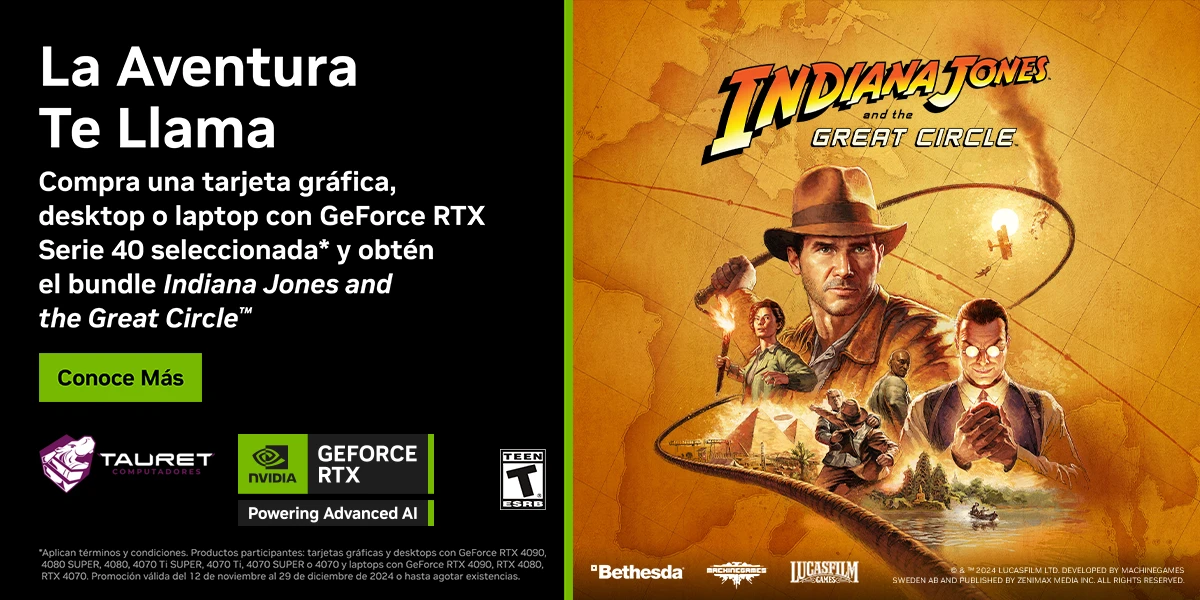 La Aventura
Te Llama
Compra una tarjeta gráfica,
desktop o laptop con GeForce RTX
Serie 40 seleccionada* y obtén
el bundle Indiana Jones and
the Great Circle™
Conoce Más
TAURET
COMPUTADORES
NVIDIA
GEFORCE
RTX
Powering Advanced AI
TEEN
T
ESRB
*Aplican términos y condiciones. Productos participantes: tarjetas gráficas y desktops con GeForce RTX 4090,
4080 SUPER, 4080, 4070 Ti SUPER, 4070 Ti, 4070 SUPER o 4070 y laptops con GeForce RTX 4090, RTX 4080,
RTX 4070. Promoción válida del 12 de noviembre al 29 de diciembre de 2024 o hasta agotar existencias.
INDIANA JONES
and the
GREAT CIRCLE™
Bethesda®
MACHINEGAMES
LUCASFILM
GAMES
© & ™ 2024 LUCASFILM LTD. DEVELOPED BY MACHINEGAMES
SWEDEN AB AND PUBLISHED BY ZENIMAX MEDIA INC. ALL RIGHTS RESERVED.